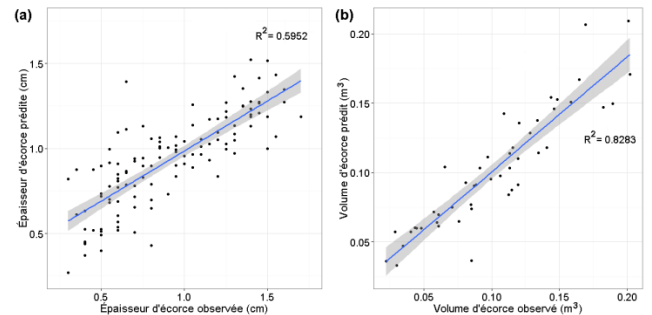 (a)
R² = 0.5952
Épaisseur d'écorce prédite (cm)
1.5
1.0
0.5
0.5
1.0
1.5
Épaisseur d'écorce observée (cm)
(b)
R² = 0.8283
Volume d'écorce prédit (m³)
0.20
0.15
0.10
0.05
0.05
0.10
0.15
0.20
Volume d'écorce observé (m³)